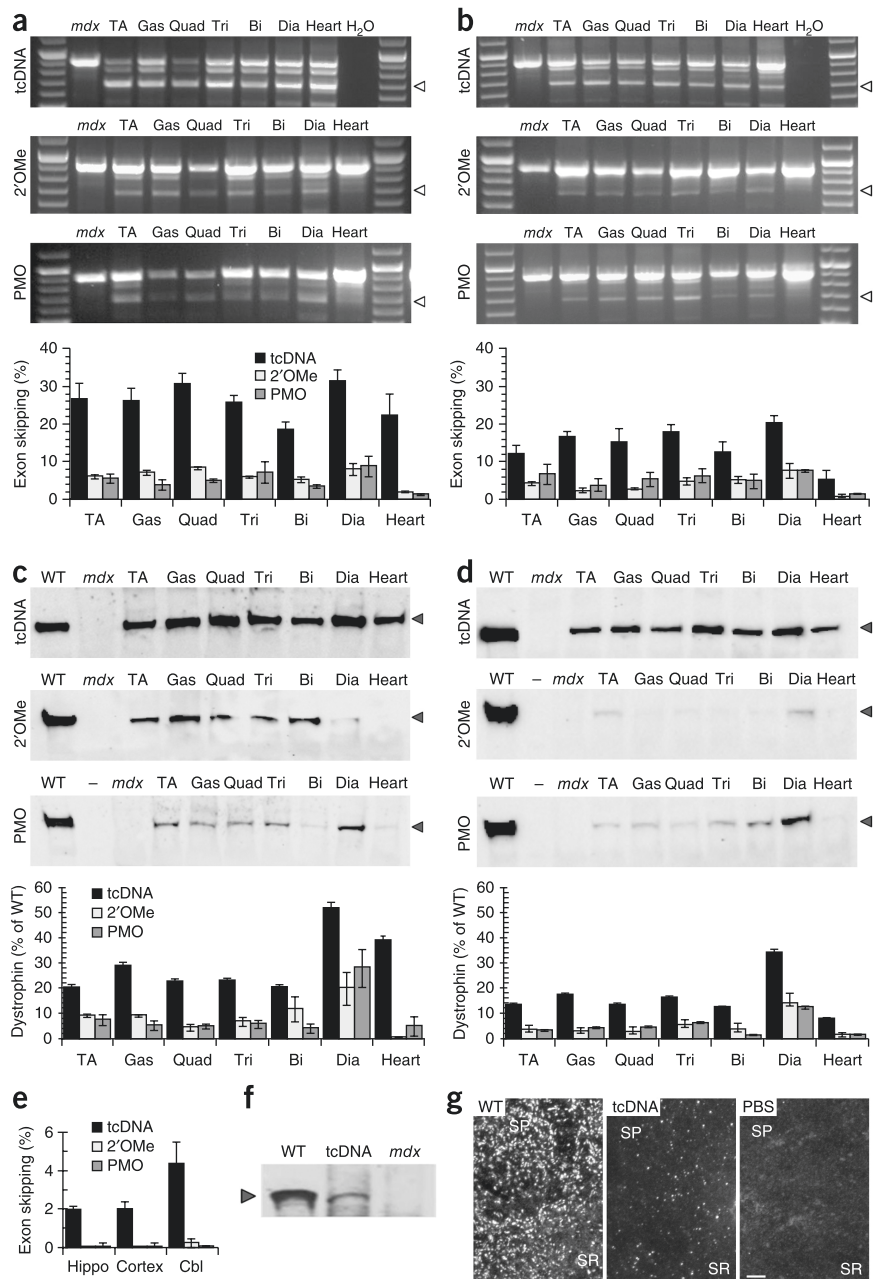 a
mdx TA Gas Quad Tri Bi Dia Heart H2O
tcDNA
mdx TA Gas Quad Tri Bi Dia Heart
2′OMe
mdx TA Gas Quad Tri Bi Dia Heart
PMO
Exon skipping (%)
40
30
20
10
0
tcDNA
2′OMe
PMO
TA Gas Quad Tri Bi Dia Heart
b
mdx TA Gas Quad Tri Bi Dia Heart H2O
tcDNA
mdx TA Gas Quad Tri Bi Dia Heart
2′OMe
mdx TA Gas Quad Tri Bi Dia Heart
PMO
Exon skipping (%)
40
30
20
10
0
TA Gas Quad Tri Bi Dia Heart
c
WT mdx TA Gas Quad Tri Bi Dia Heart
tcDNA
WT mdx TA Gas Quad Tri Bi Dia Heart
2′OMe
WT – mdx TA Gas Quad Tri Bi Dia Heart
PMO
Dystrophin (% of WT)
60
50
40
30
20
10
0
tcDNA
2′OMe
PMO
TA Gas Quad Tri Bi Dia Heart
d
WT mdx TA Gas Quad Tri Bi Dia Heart
tcDNA
WT – mdx TA Gas Quad Tri Bi Dia Heart
2′OMe
WT – mdx TA Gas Quad Tri Bi Dia Heart
PMO
Dystrophin (% of WT)
60
50
40
30
20
10
0
TA Gas Quad Tri Bi Dia Heart
e
Exon skipping (%)
6
4
2
0
tcDNA
2′OMe
PMO
Hippo Cortex Cbl
f
WT tcDNA mdx
g
WT tcDNA PBS
SP SP SP
SR SR SR